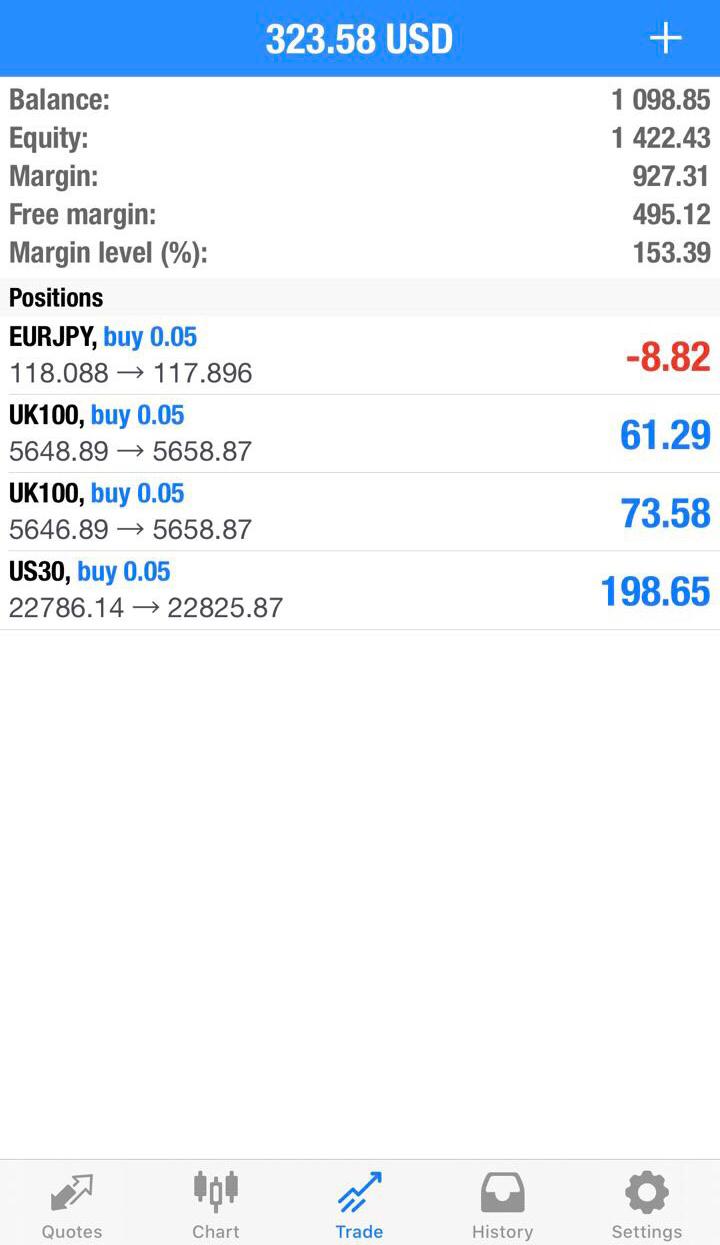 323.58 USD +
Balance: 1 098.85
Equity: 1 422.43
Margin: 927.31
Free margin: 495.12
Margin level (%): 153.39
Positions
EURJPY, buy 0.05
118.088 → 117.896
-8.82
UK100, buy 0.05
5648.89 → 5658.87
61.29
UK100, buy 0.05
5646.89 → 5658.87
73.58
US30, buy 0.05
22786.14 → 22825.87
198.65
Quotes Chart Trade History Settings